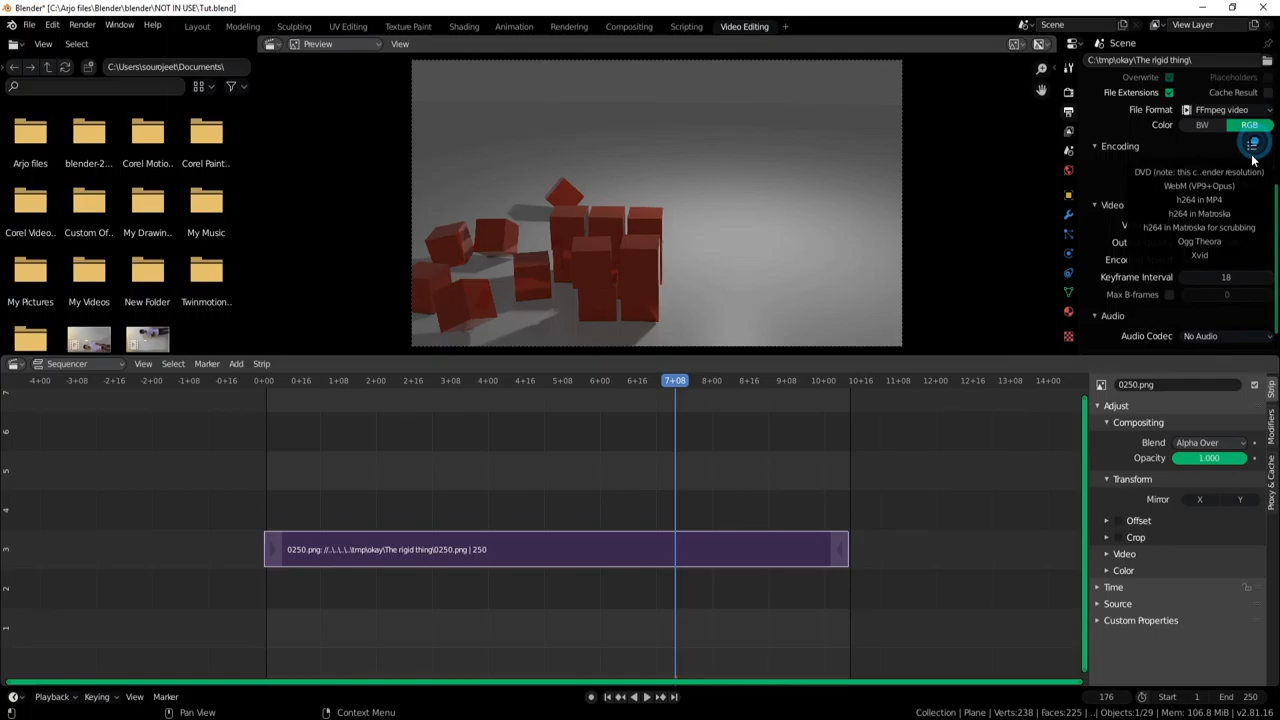 Blender* [C:\Arjo files\blender\blender\NOT IN USE\Tut.blend]
File Edit Render Window Help Layout Modeling Sculpting UV Editing Texture Paint Shading Animation Rendering Compositing Scripting Video Editing + Scene View Layer
View Select Preview View Scene
C:\Users\sourojeet\Documents\
C:\tmp\okay\The rigid thing\
Overwrite Placeholders
File Extensions Cache Result
File Format FFmpeg video
Color BW RGB
Encoding
DVD (note: this c..ender resolution)
WebM (VP9+Opus)
h264 in MP4
h264 in Matroska
h264 in Matroska for scrubbing
Ogg Theora
Xvid
Video
V
Out
Enco
Keyframe Interval 18
Max B-frames 0
Audio
Audio Codec No Audio
Arjo files blender-2... Corel Motio.. Corel Paint..
Corel Video.. Custom Of.. My Drawin.. My Music
My Pictures My Videos New Folder Twinmotion..
Sequencer View Select Marker Add Strip
-4+00 -3+08 -2+16 -2+00 -1+08 -0+16 0+00 0+16 1+08 2+00 2+16 3+08 4+00 4+16 5+08 6+00 6+16 7+08 8+00 8+16 9+08 10+00 10+16 11+08 12+00 12+16 13+08 14+00
7
6
5
4
3
2
1
0250.png: //..\..\..\..\tmp\okay\The rigid thing\0250.png | 250
0250.png
Adjust
Compositing
Blend Alpha Over
Opacity 1.000
Transform
Mirror X Y
Offset
Crop
Video
Color
Time
Source
Custom Properties
Strip
Modifiers
Proxy & Cache
Playback Keying View Marker 176 Start 1 End 250
Pan View Context Menu Collection | Plane | Verts:238 | Faces:225 | Objects:1/29 | Mem: 106.8 MiB | v2.81.16